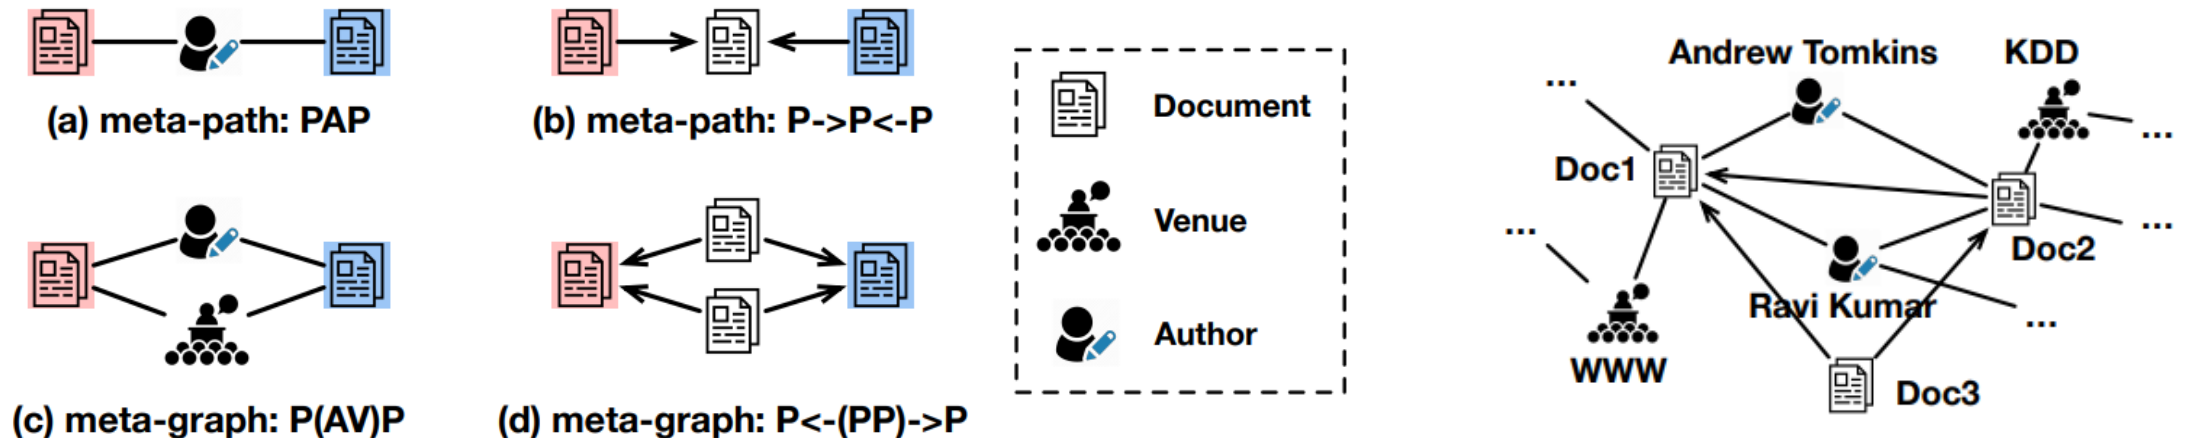 (a) meta-path: PAP
(b) meta-path: P->P<-P
(c) meta-graph: P(AV)P
(d) meta-graph: P<-(PP)->P
Document
Venue
Author
Andrew Tomkins
KDD
...
...
Doc1
...
Doc2
...
Ravi Kumar
...
WWW
Doc3